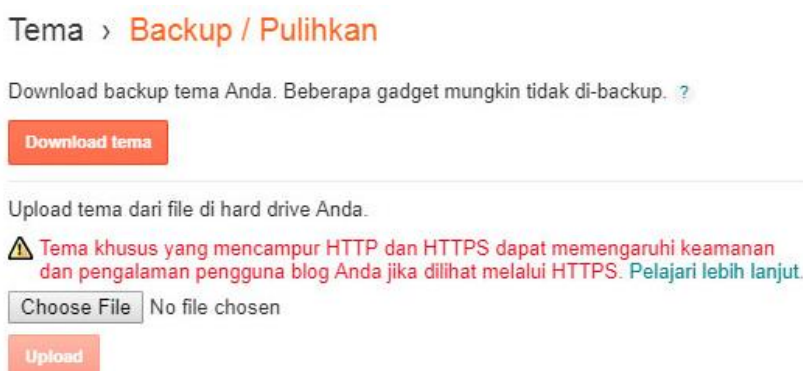 Tema › Backup / Pulihkan
Download backup tema Anda. Beberapa gadget mungkin tidak di-backup. ?
Download tema
Upload tema dari file di hard drive Anda.
Tema khusus yang mencampur HTTP dan HTTPS dapat memengaruhi keamanan
dan pengalaman pengguna blog Anda jika dilihat melalui HTTPS. Pelajari lebih lanjut.
Choose File No file chosen
Upload